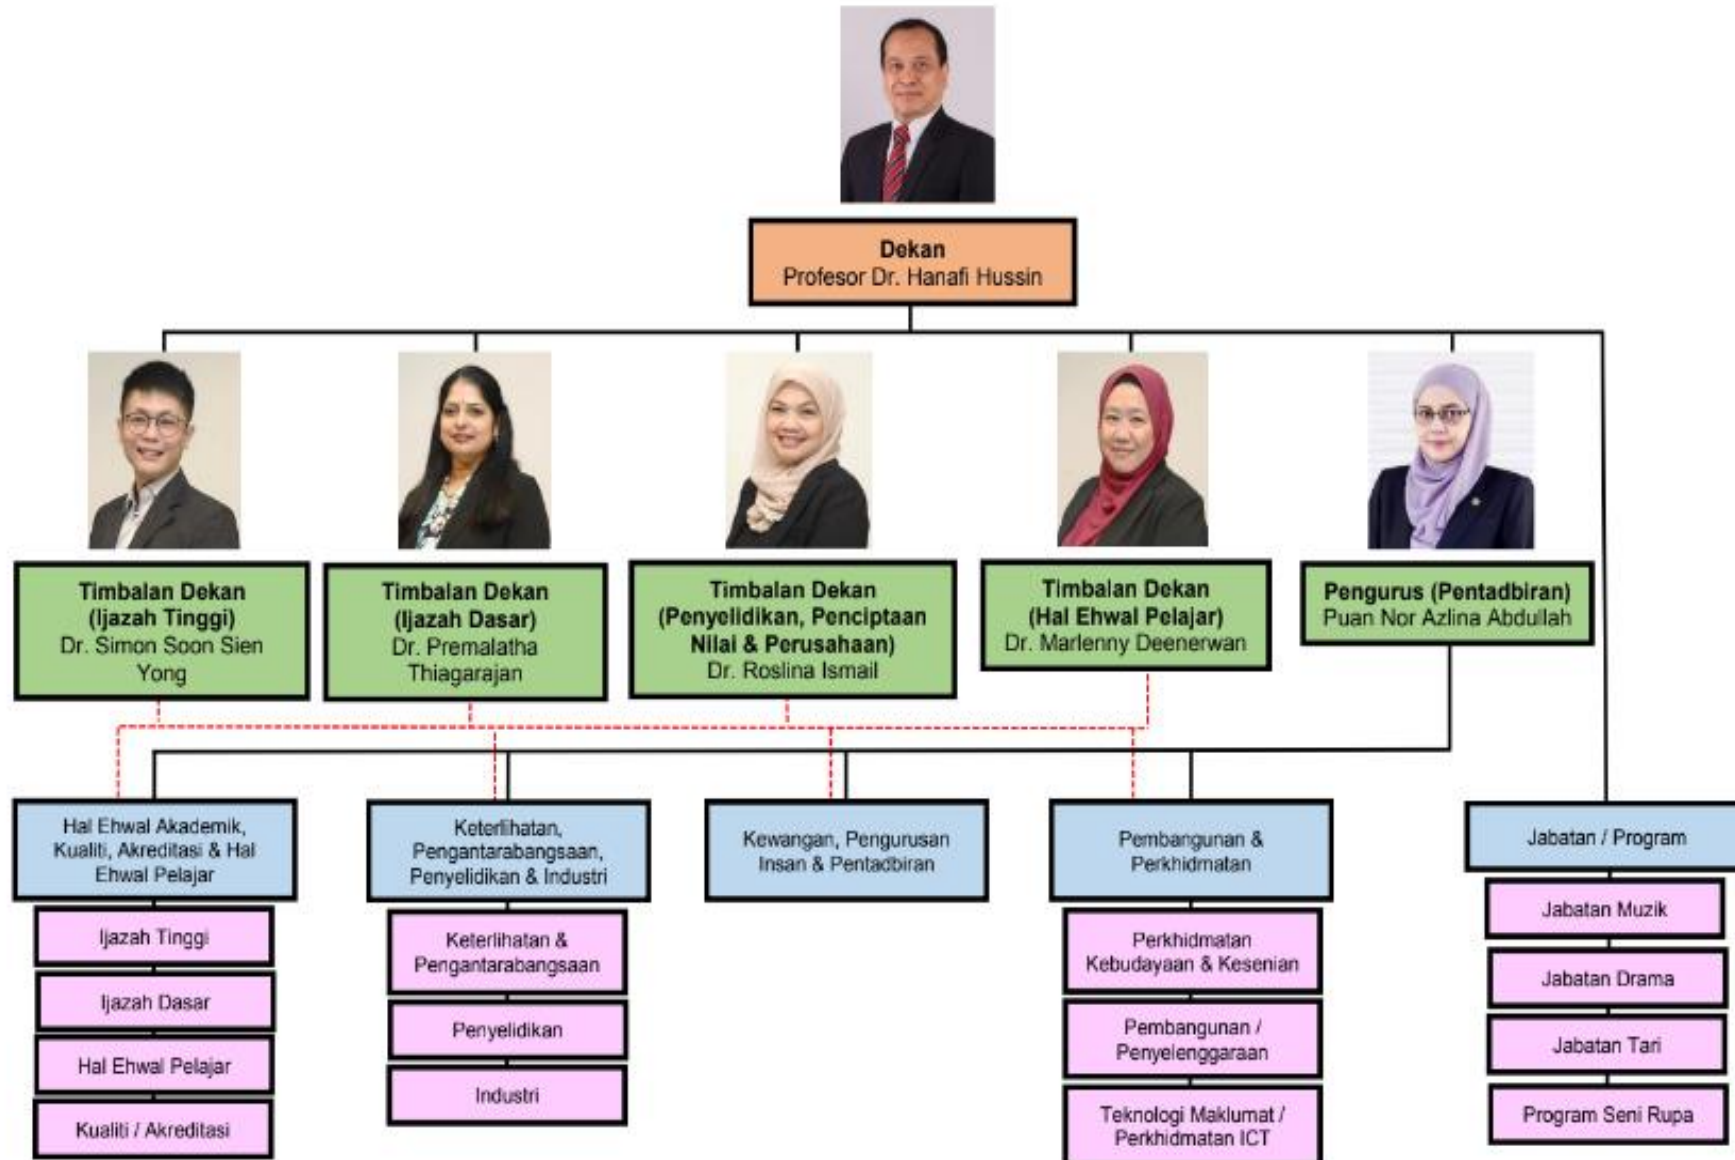 Dekan
Profesor Dr. Hanafi Hussin
Timbalan Dekan
(Ijazah Tinggi)
Dr. Simon Soon Sien
Yong
Timbalan Dekan
(Ijazah Dasar)
Dr. Premalatha
Thiagarajan
Timbalan Dekan
(Penyelidikan, Penciptaan
Nilai & Perusahaan)
Dr. Roslina Ismail
Timbalan Dekan
(Hal Ehwal Pelajar)
Dr. Marlenny Deenerwan
Pengurus (Pentadbiran)
Puan Nor Azlina Abdullah
Hal Ehwal Akademik,
Kualiti, Akreditasi & Hal
Ehwal Pelajar
Ijazah Tinggi
Ijazah Dasar
Hal Ehwal Pelajar
Kualiti / Akreditasi
Keterlihatan,
Pengantarabangsaan,
Penyelidikan & Industri
Keterlihatan &
Pengantarabangsaan
Penyelidikan
Industri
Kewangan, Pengurusan
Insan & Pentadbiran
Pembangunan &
Perkhidmatan
Perkhidmatan
Kebudayaan & Kesenian
Pembangunan /
Penyelenggaraan
Teknologi Maklumat /
Perkhidmatan ICT
Jabatan / Program
Jabatan Muzik
Jabatan Drama
Jabatan Tari
Program Seni Rupa